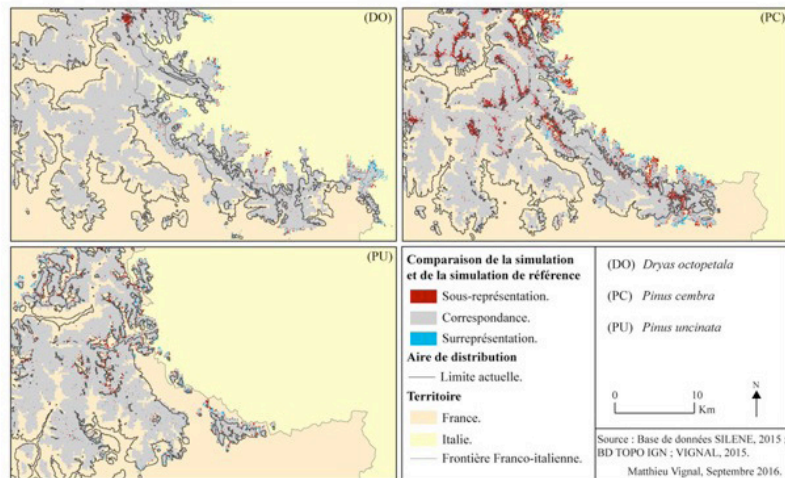 (DO)
(PC)
(PU)
Comparaison de la simulation
et de la simulation de référence
Sous-représentation.
Correspondance.
Surreprésentation.
Aire de distribution
Limite actuelle.
Territoire
France.
Italie.
Frontière Franco-italienne.
(DO) Dryas octopetala
(PC) Pinus cembra
(PU) Pinus uncinata
0 10
Km
N
Source : Base de données SILENE, 2015 ;
BD TOPO IGN ; VIGNAL, 2015.
Matthieu Vignal, Septembre 2016.